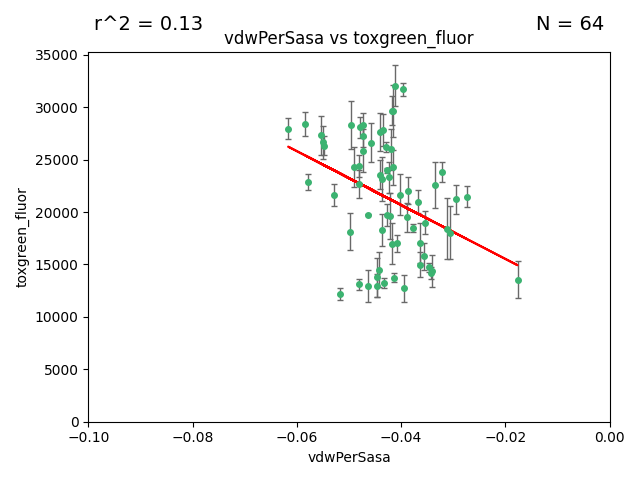 r^2 = 0.13
N = 64
vdwPerSasa vs toxgreen_fluor
35000
30000
25000
20000
15000
10000
5000
0
toxgreen_fluor
−0.10
−0.08
−0.06
−0.04
−0.02
0.00
vdwPerSasa